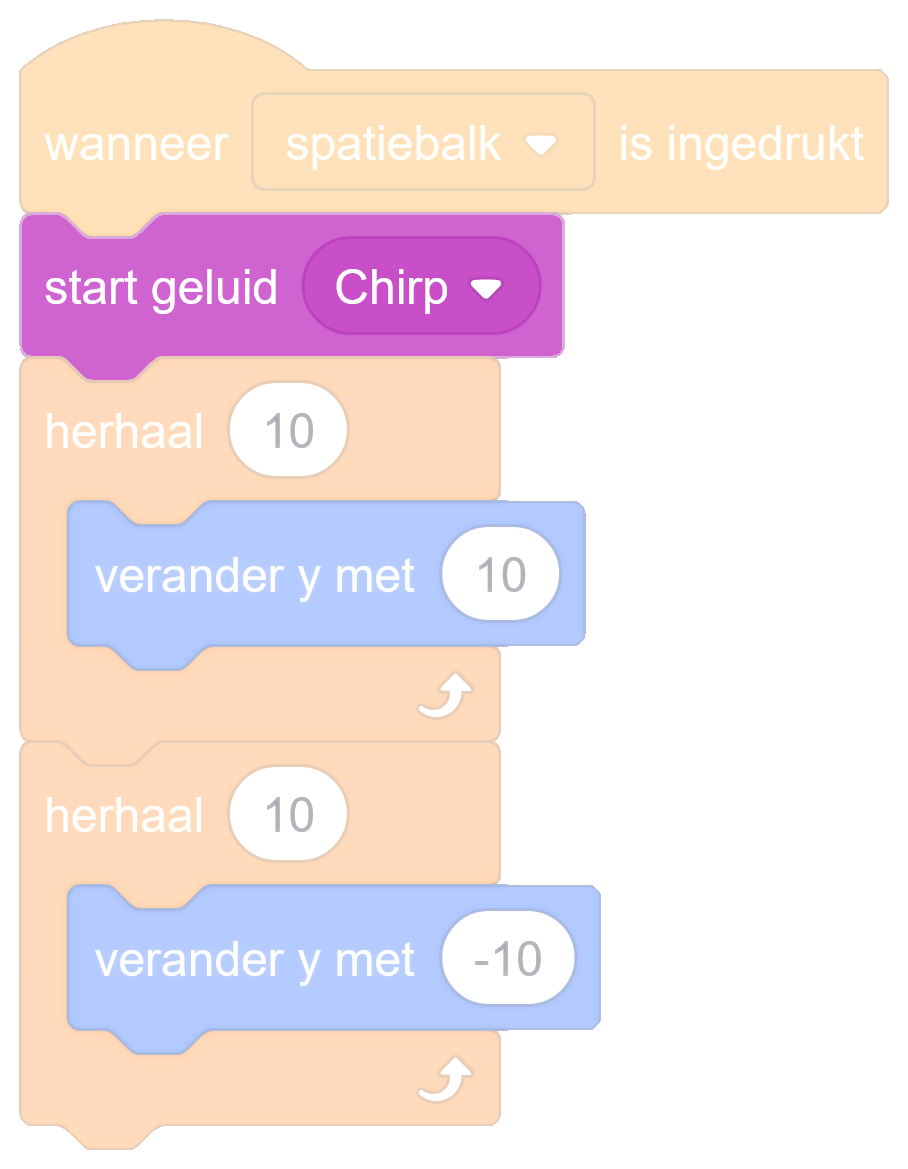 wanneer spatiebalk is ingedrukt
start geluid Chirp
herhaal 10
verander y met 10
herhaal 10
verander y met -10